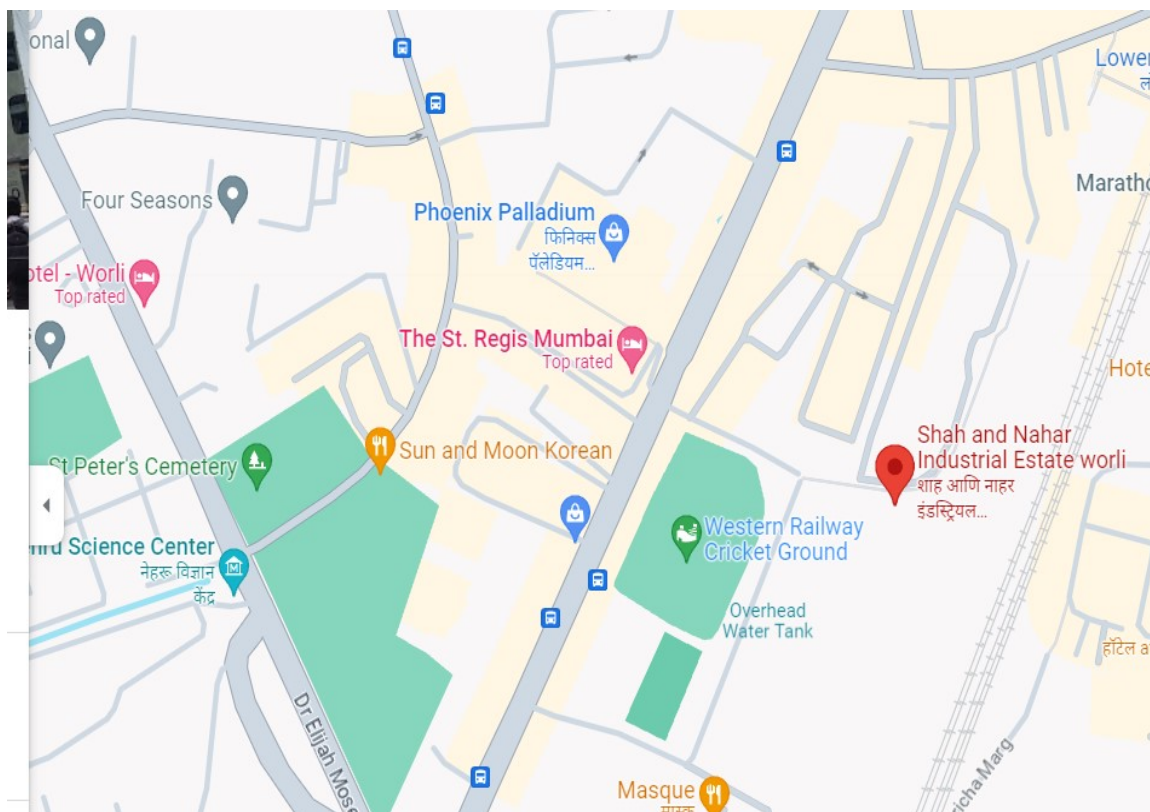 onal
Lower
ल
Four Seasons
Maratho
Phoenix Palladium
फिनिक्स
पॅलेडियम...
otel - Worli
Top rated
The St. Regis Mumbai
Top rated
Hote
Shah and Nahar
Industrial Estate worli
शाह आणि नाहर
इंडस्ट्रियल...
Sun and Moon Korean
St Peter's Cemetery
Western Railway
Cricket Ground
hru Science Center
नेहरू विज्ञान
केंद्र
Overhead
Water Tank
हॉटेल
Dr Elijah Mose
richa Marg
Masque